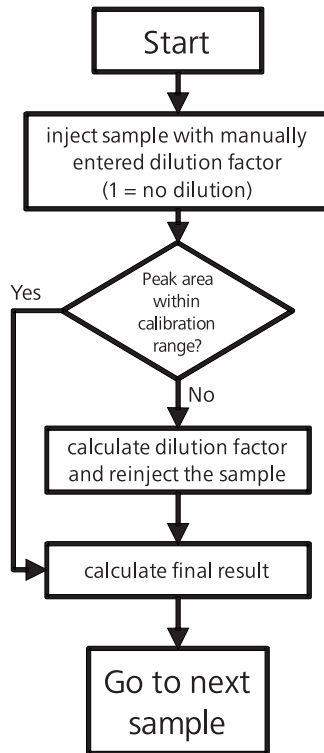 Start
inject sample with manually
entered dilution factor
(1 = no dilution)
Peak area
within
calibration
range?
Yes
No
calculate dilution factor
and reinject the sample
calculate final result
Go to next
sample